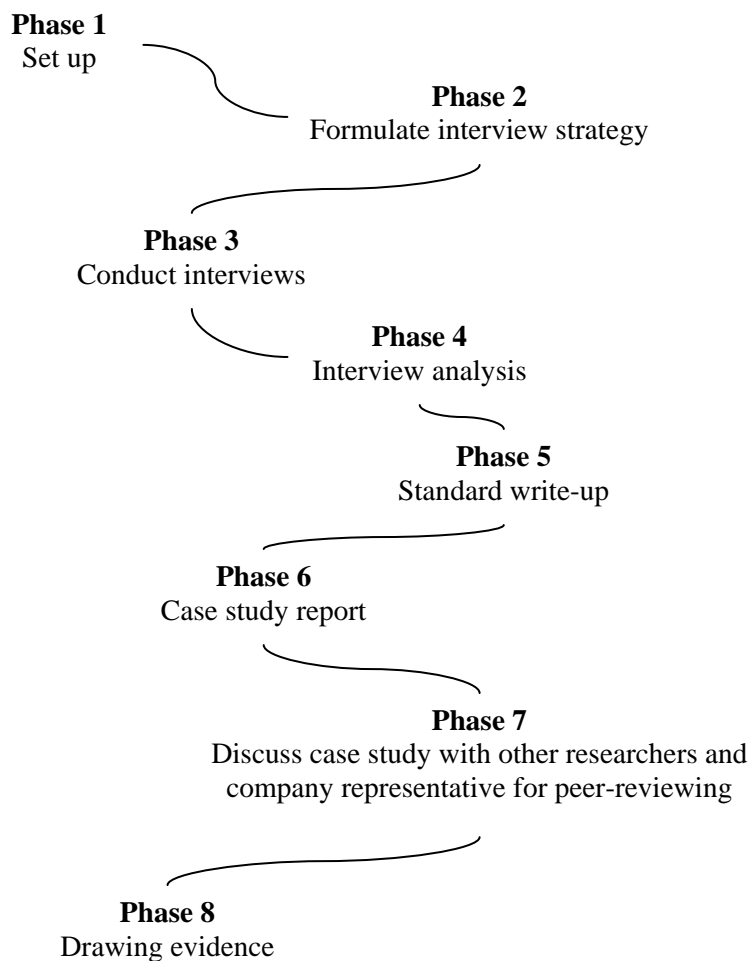 Phase 1
Set up
Phase 2
Formulate interview strategy
Phase 3
Conduct interviews
Phase 4
Interview analysis
Phase 5
Standard write-up
Phase 6
Case study report
Phase 7
Discuss case study with other researchers and
company representative for peer-reviewing
Phase 8
Drawing evidence